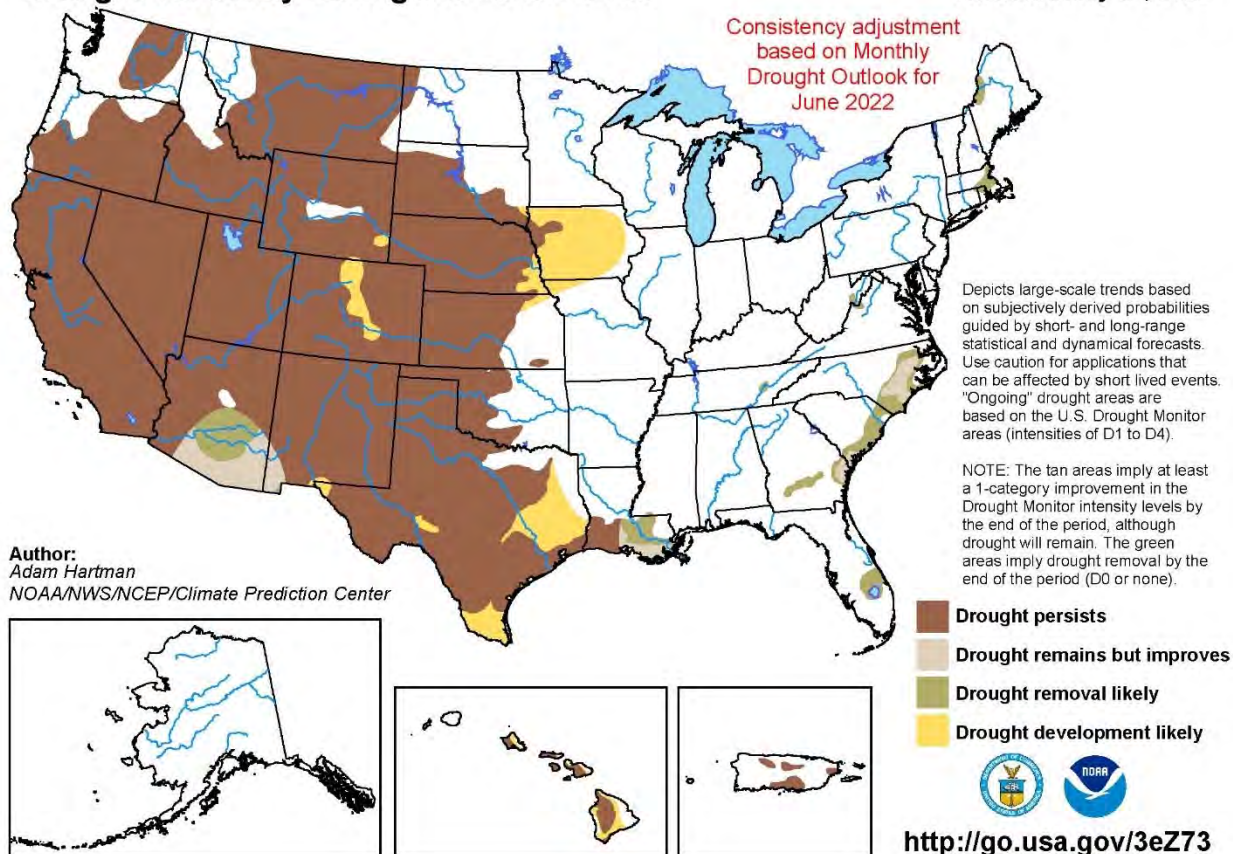 Consistency adjustment
based on Monthly
Drought Outlook for
June 2022
Depicts large-scale trends based
on subjectively derived probabilities
guided by short- and long-range
statistical and dynamical forecasts.
Use caution for applications that
can be affected by short lived events.
"Ongoing" drought areas are
based on the U.S. Drought Monitor
areas (intensities of D1 to D4).
NOTE: The tan areas imply at least
a 1-category improvement in the
Drought Monitor intensity levels by
the end of the period, although
drought will remain. The green
areas imply drought removal by the
end of the period (D0 or none).
Author:
Adam Hartman
NOAA/NWS/NCEP/Climate Prediction Center
Drought persists
Drought remains but improves
Drought removal likely
Drought development likely
NOAA
http://go.usa.gov/3eZ73